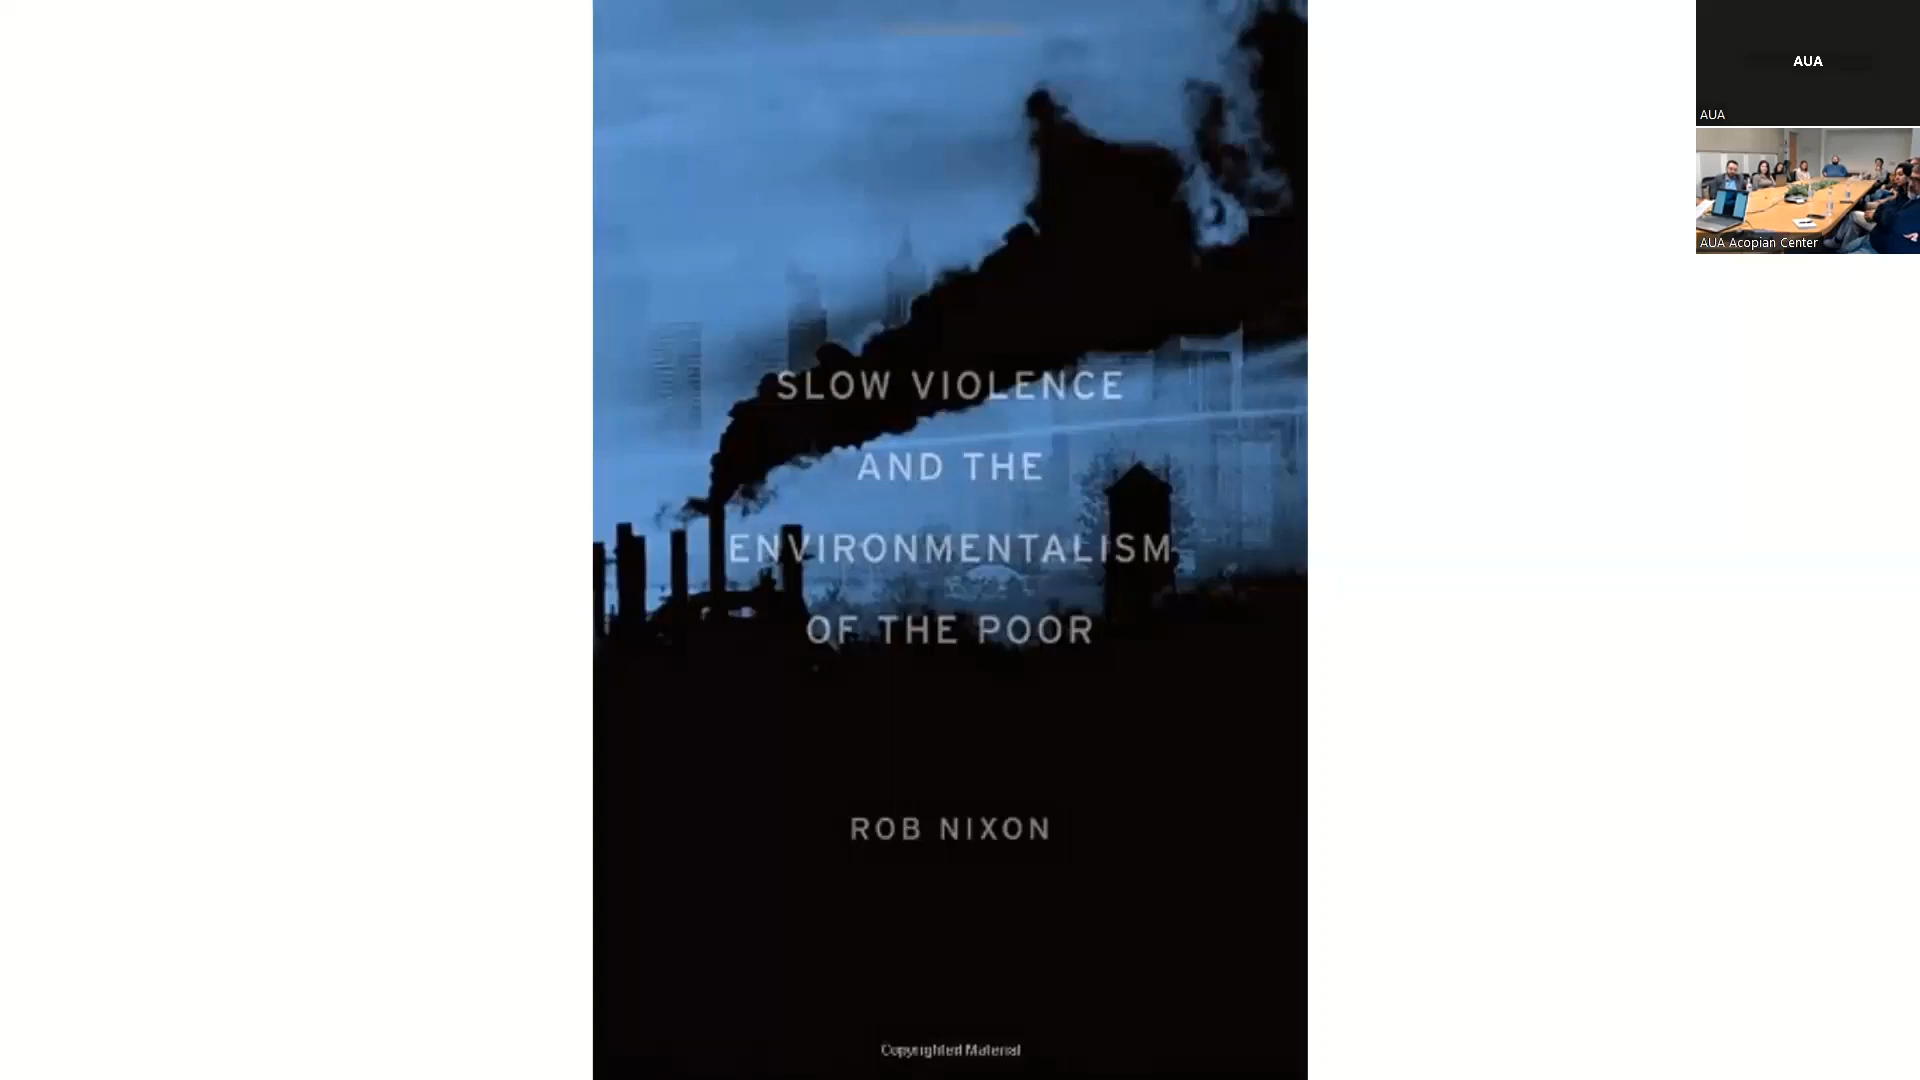 SLOW VIOLENCE
AND THE
ENVIRONMENTALISM
OF THE POOR
ROB NIXON
Copyrighted Material
AUA
AUA
AUA Acopian Center